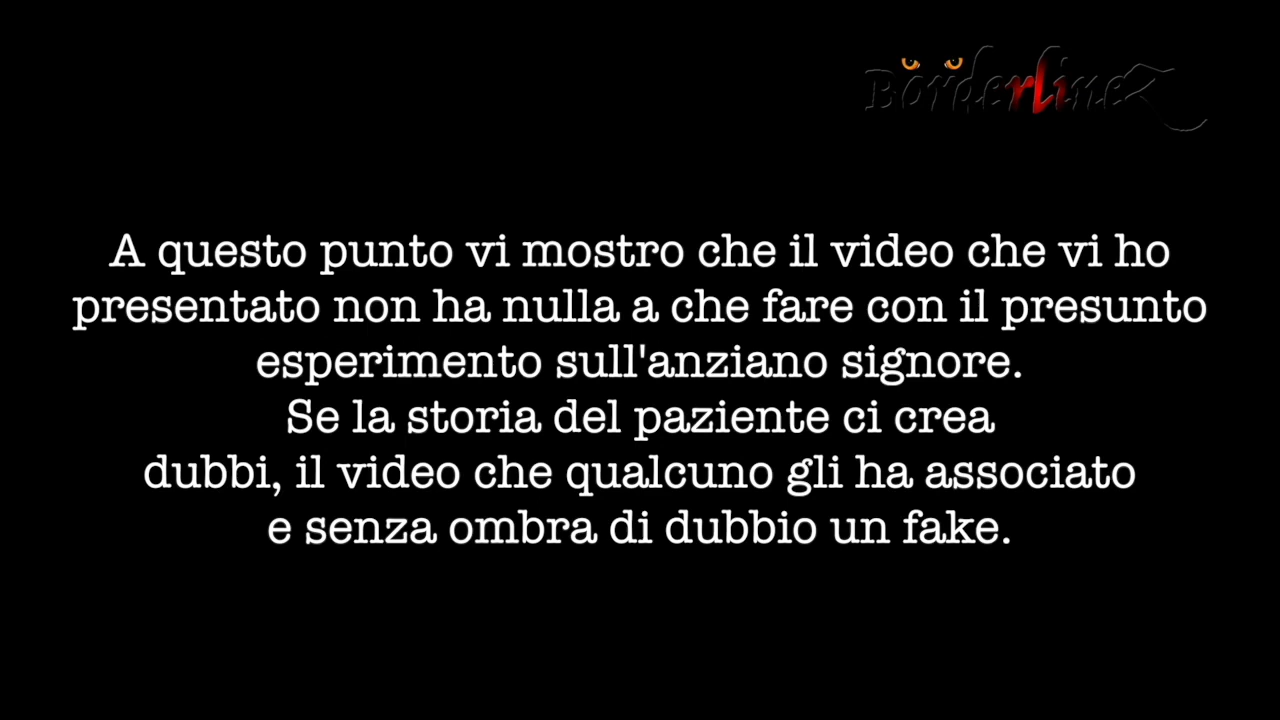 BorderlineZ
A questo punto vi mostro che il video che vi ho
presentato non ha nulla a che fare con il presunto
esperimento sull'anziano signore.
Se la storia del paziente ci crea
dubbi, il video che qualcuno gli ha associato
e senza ombra di dubbio un fake.